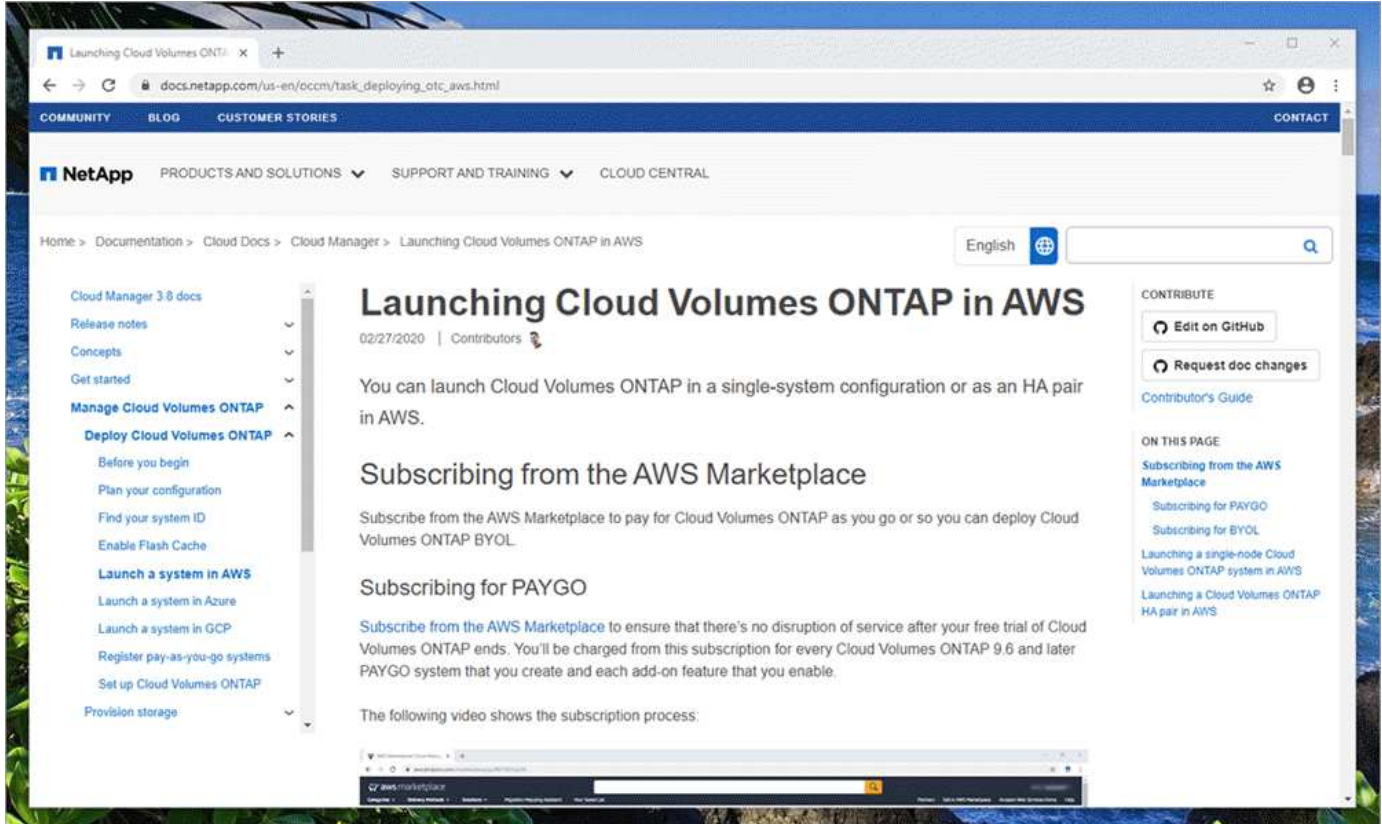 Launching Cloud Volumes ONTA
docs.netapp.com/us-en/occm/task_deploying_otc_aws.html
COMMUNITY BLOG CUSTOMER STORIES CONTACT
NetApp PRODUCTS AND SOLUTIONS SUPPORT AND TRAINING CLOUD CENTRAL
Home > Documentation > Cloud Docs > Cloud Manager > Launching Cloud Volumes ONTAP in AWS
English
Cloud Manager 3.8 docs
Release notes
Concepts
Get started
Manage Cloud Volumes ONTAP
Deploy Cloud Volumes ONTAP
Before you begin
Plan your configuration
Find your system ID
Enable Flash Cache
Launch a system in AWS
Launch a system in Azure
Launch a system in GCP
Register pay-as-you-go systems
Set up Cloud Volumes ONTAP
Provision storage
Launching Cloud Volumes ONTAP in AWS
02/27/2020 | Contributors
You can launch Cloud Volumes ONTAP in a single-system configuration or as an HA pair
in AWS.
Subscribing from the AWS Marketplace
Subscribe from the AWS Marketplace to pay for Cloud Volumes ONTAP as you go or so you can deploy Cloud
Volumes ONTAP BYOL.
Subscribing for PAYGO
Subscribe from the AWS Marketplace to ensure that there's no disruption of service after your free trial of Cloud
Volumes ONTAP ends. You'll be charged from this subscription for every Cloud Volumes ONTAP 9.6 and later
PAYGO system that you create and each add-on feature that you enable.
The following video shows the subscription process:
aws marketplace
CONTRIBUTE
Edit on GitHub
Request doc changes
Contributor's Guide
ON THIS PAGE
Subscribing from the AWS
Marketplace
Subscribing for PAYGO
Subscribing for BYOL
Launching a single-node Cloud
Volumes ONTAP system in AWS
Launching a Cloud Volumes ONTAP
HA pair in AWS